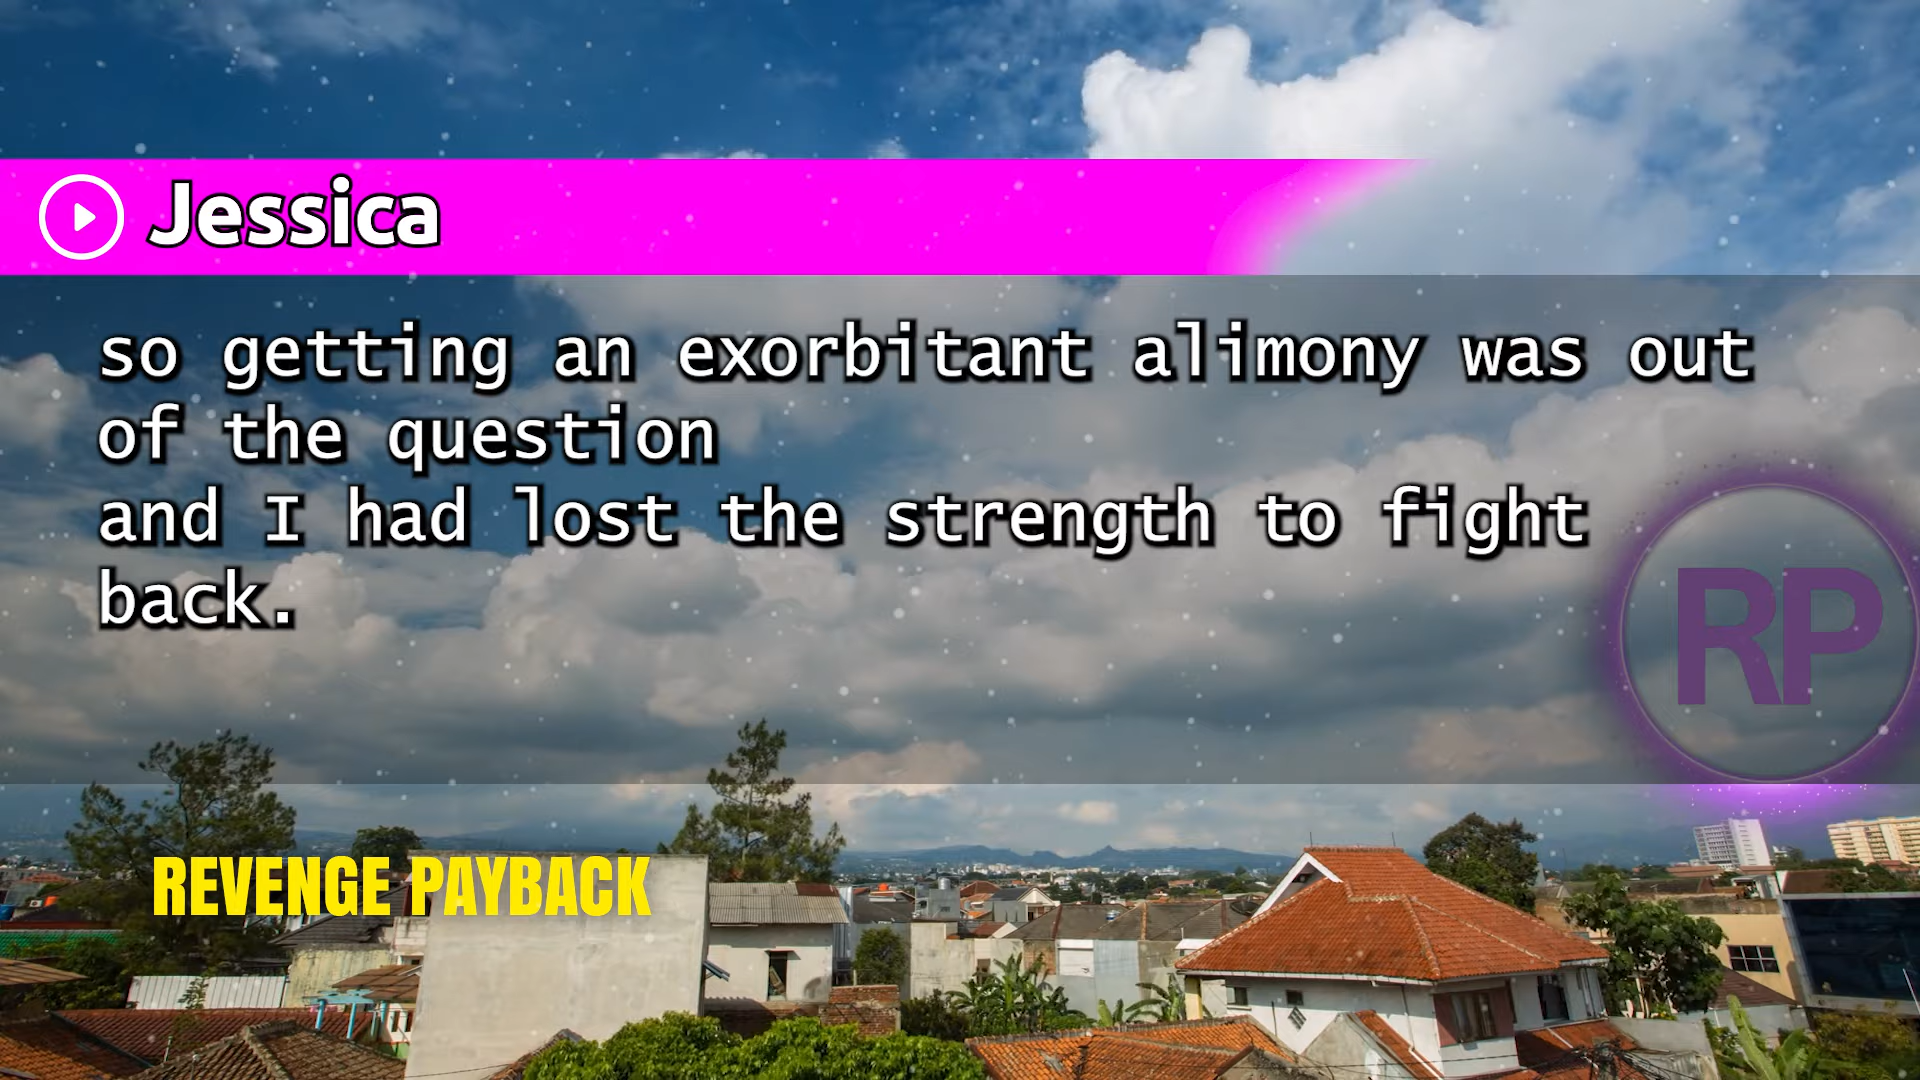 Jessica
so getting an exorbitant alimony was out
of the question
and I had lost the strength to fight
back.
RP
REVENGE PAYBACK